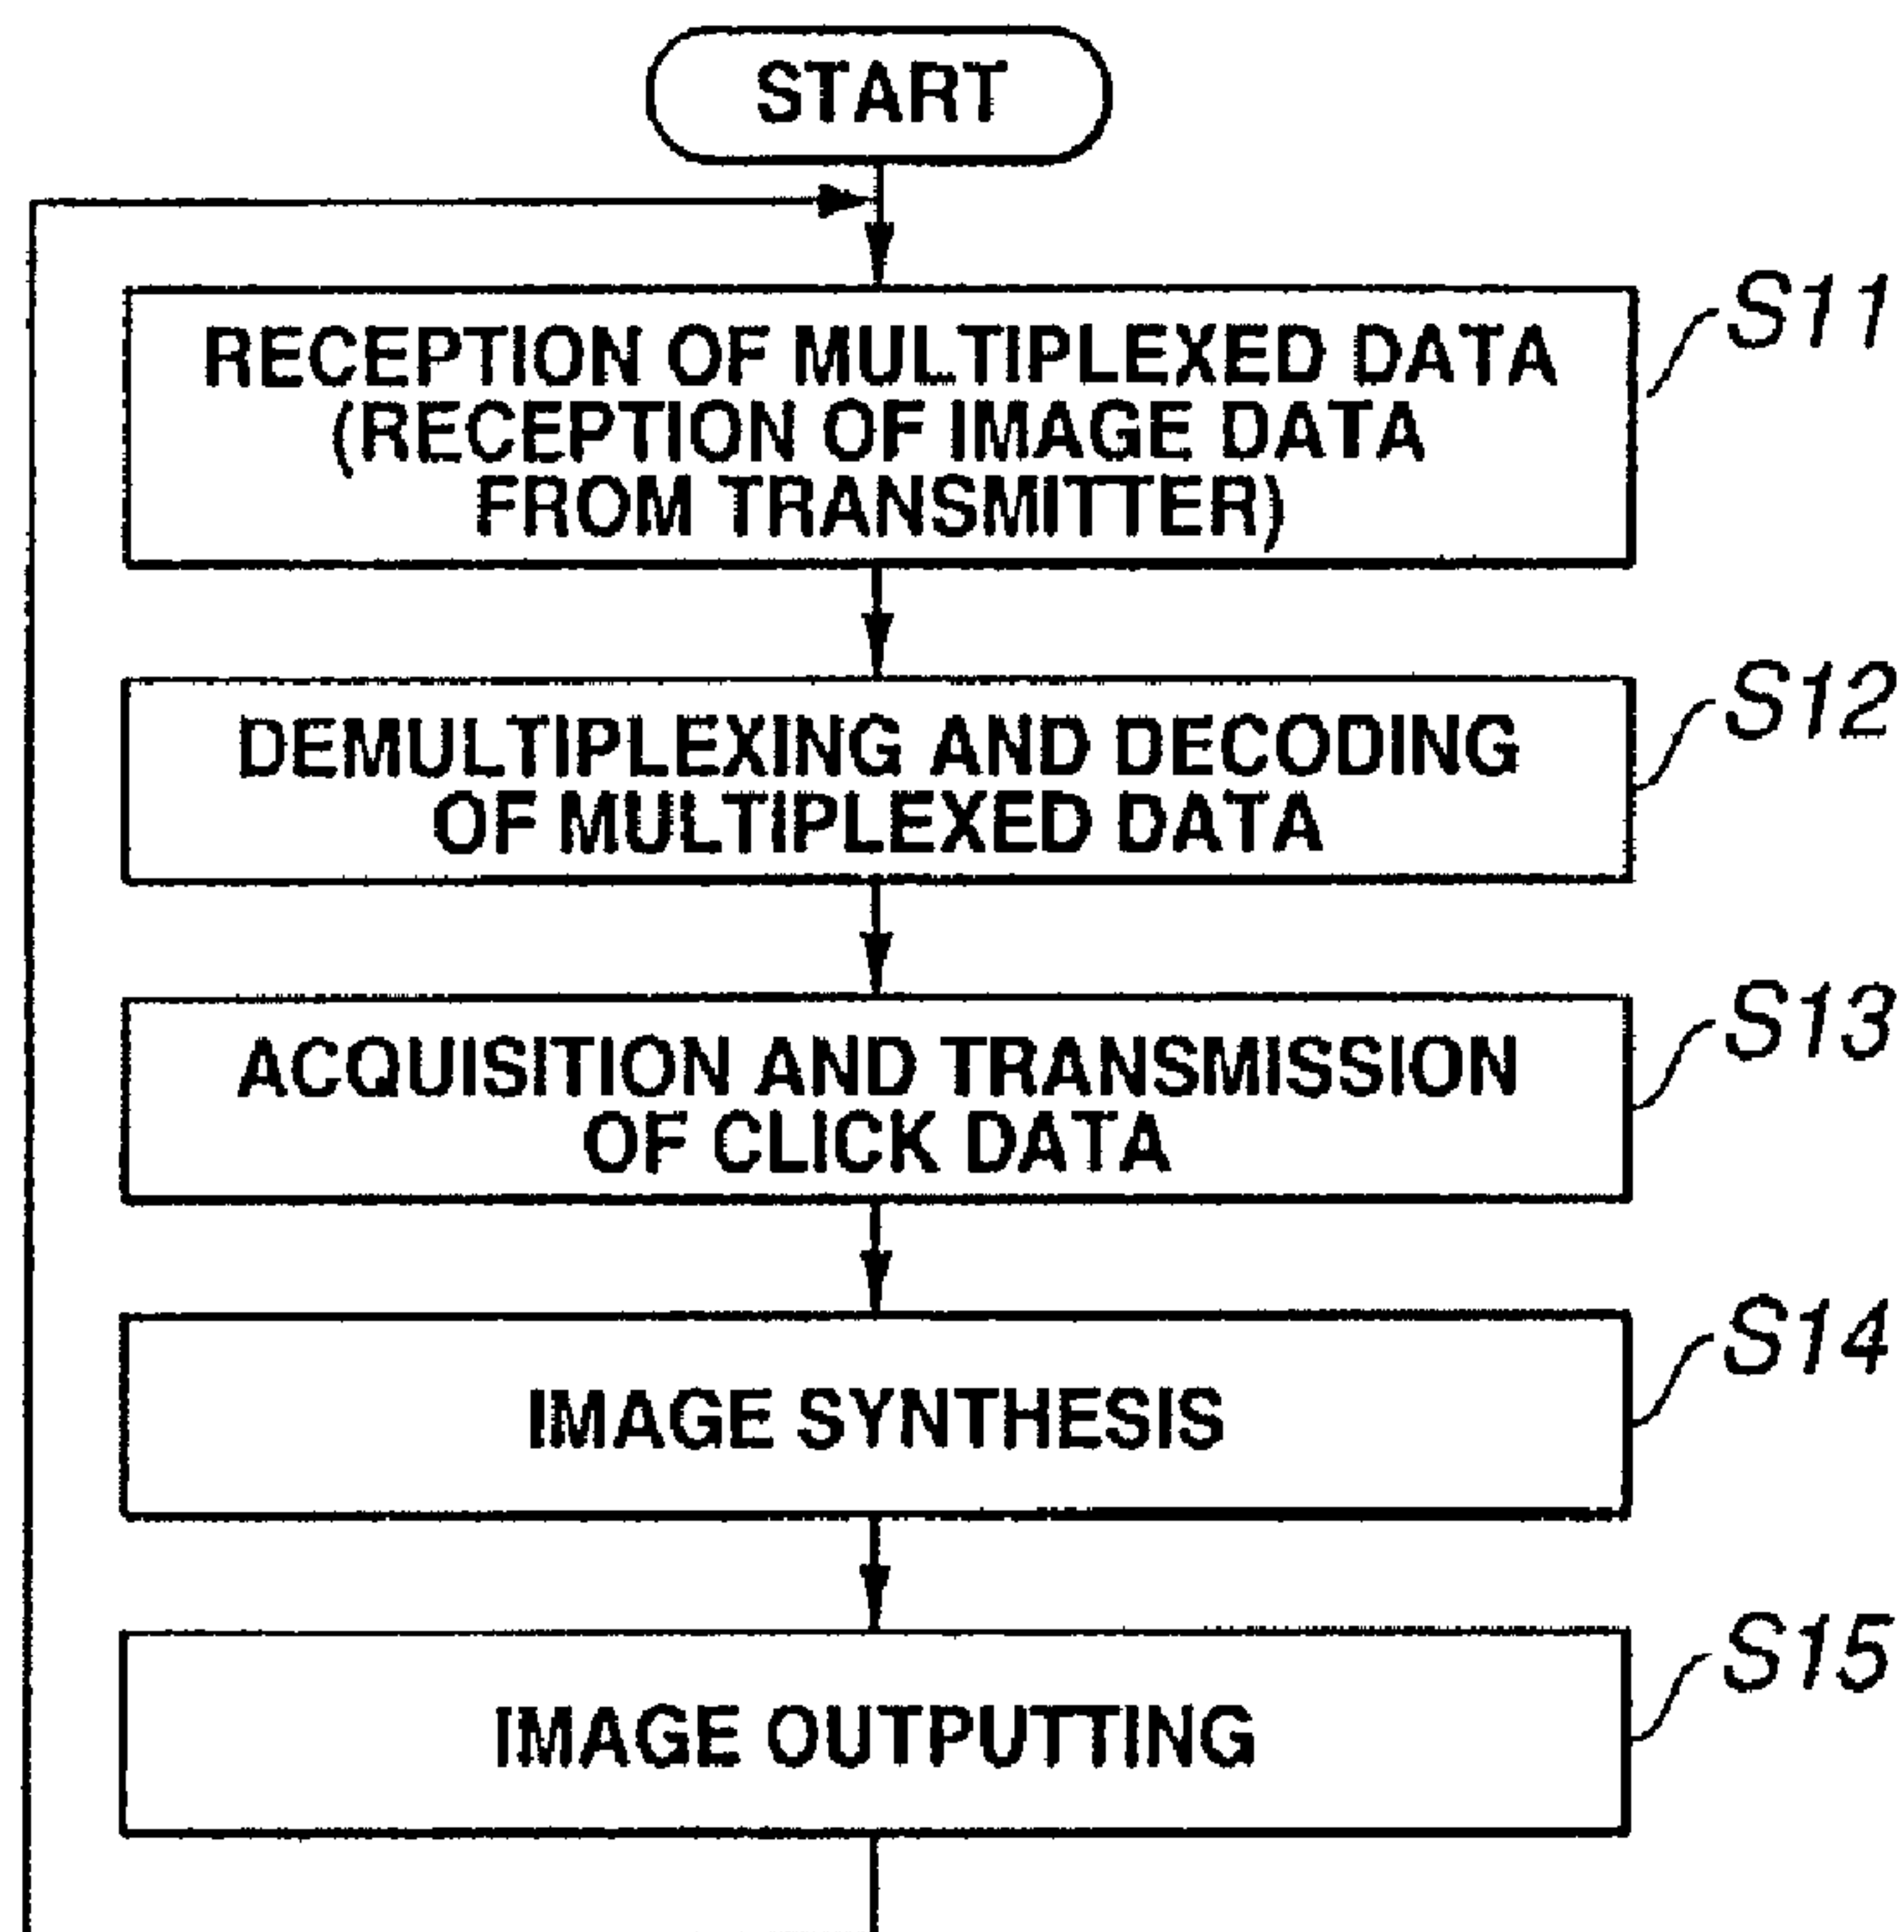 START
RECEPTION OF MULTIPLEXED DATA
(RECEPTION OF IMAGE DATA
FROM TRANSMITTER)
S11
DEMULTIPLEXING AND DECODING
OF MULTIPLEXED DATA
S12
ACQUISITION AND TRANSMISSION
OF CLICK DATA
S13
IMAGE SYNTHESIS
S14
IMAGE OUTPUTTING
S15